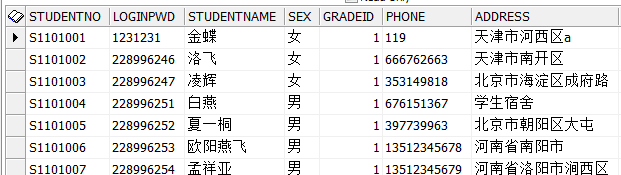 STUDENTNO LOGINPWD STUDENTNAME SEX GRADEID PHONE ADDRESS
S1101001 1231231 金蝶 女 1 119 天津市河西区a
S1101002 228996246 洛飞 女 1 666762663 天津市南开区
S1101003 228996247 凌辉 女 1 353149818 北京市海淀区成府路
S1101004 228996251 白燕 男 1 676151367 学生宿舍
S1101005 228996252 夏一桐 男 1 397739963 北京市朝阳区大屯
S1101006 228996253 欧阳燕飞 男 1 13512345678 河南省南阳市
S1101007 228996254 孟祥亚 男 1 13512345679 河南省洛阳市涧西区